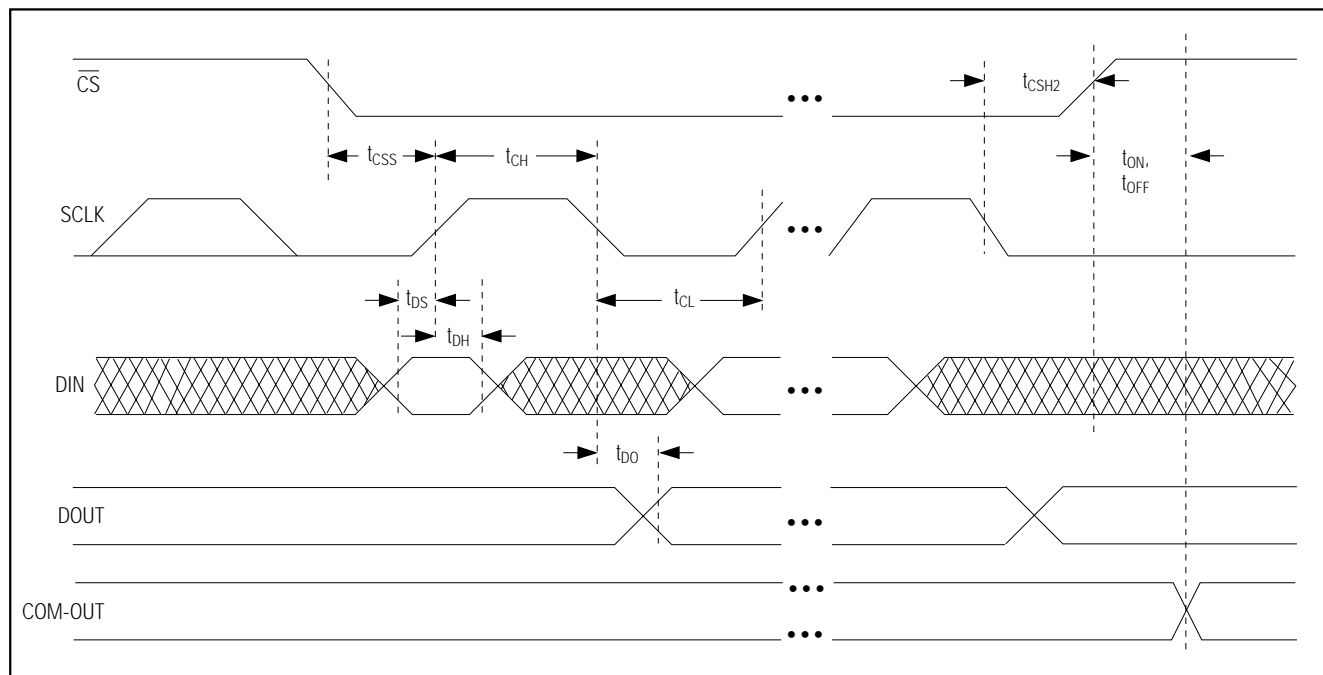 CS
tCSH2
tCSS
tCH
tON,
tOFF
SCLK
tDS
tCL
tDH
DIN
tDO
DOUT
COM-OUT